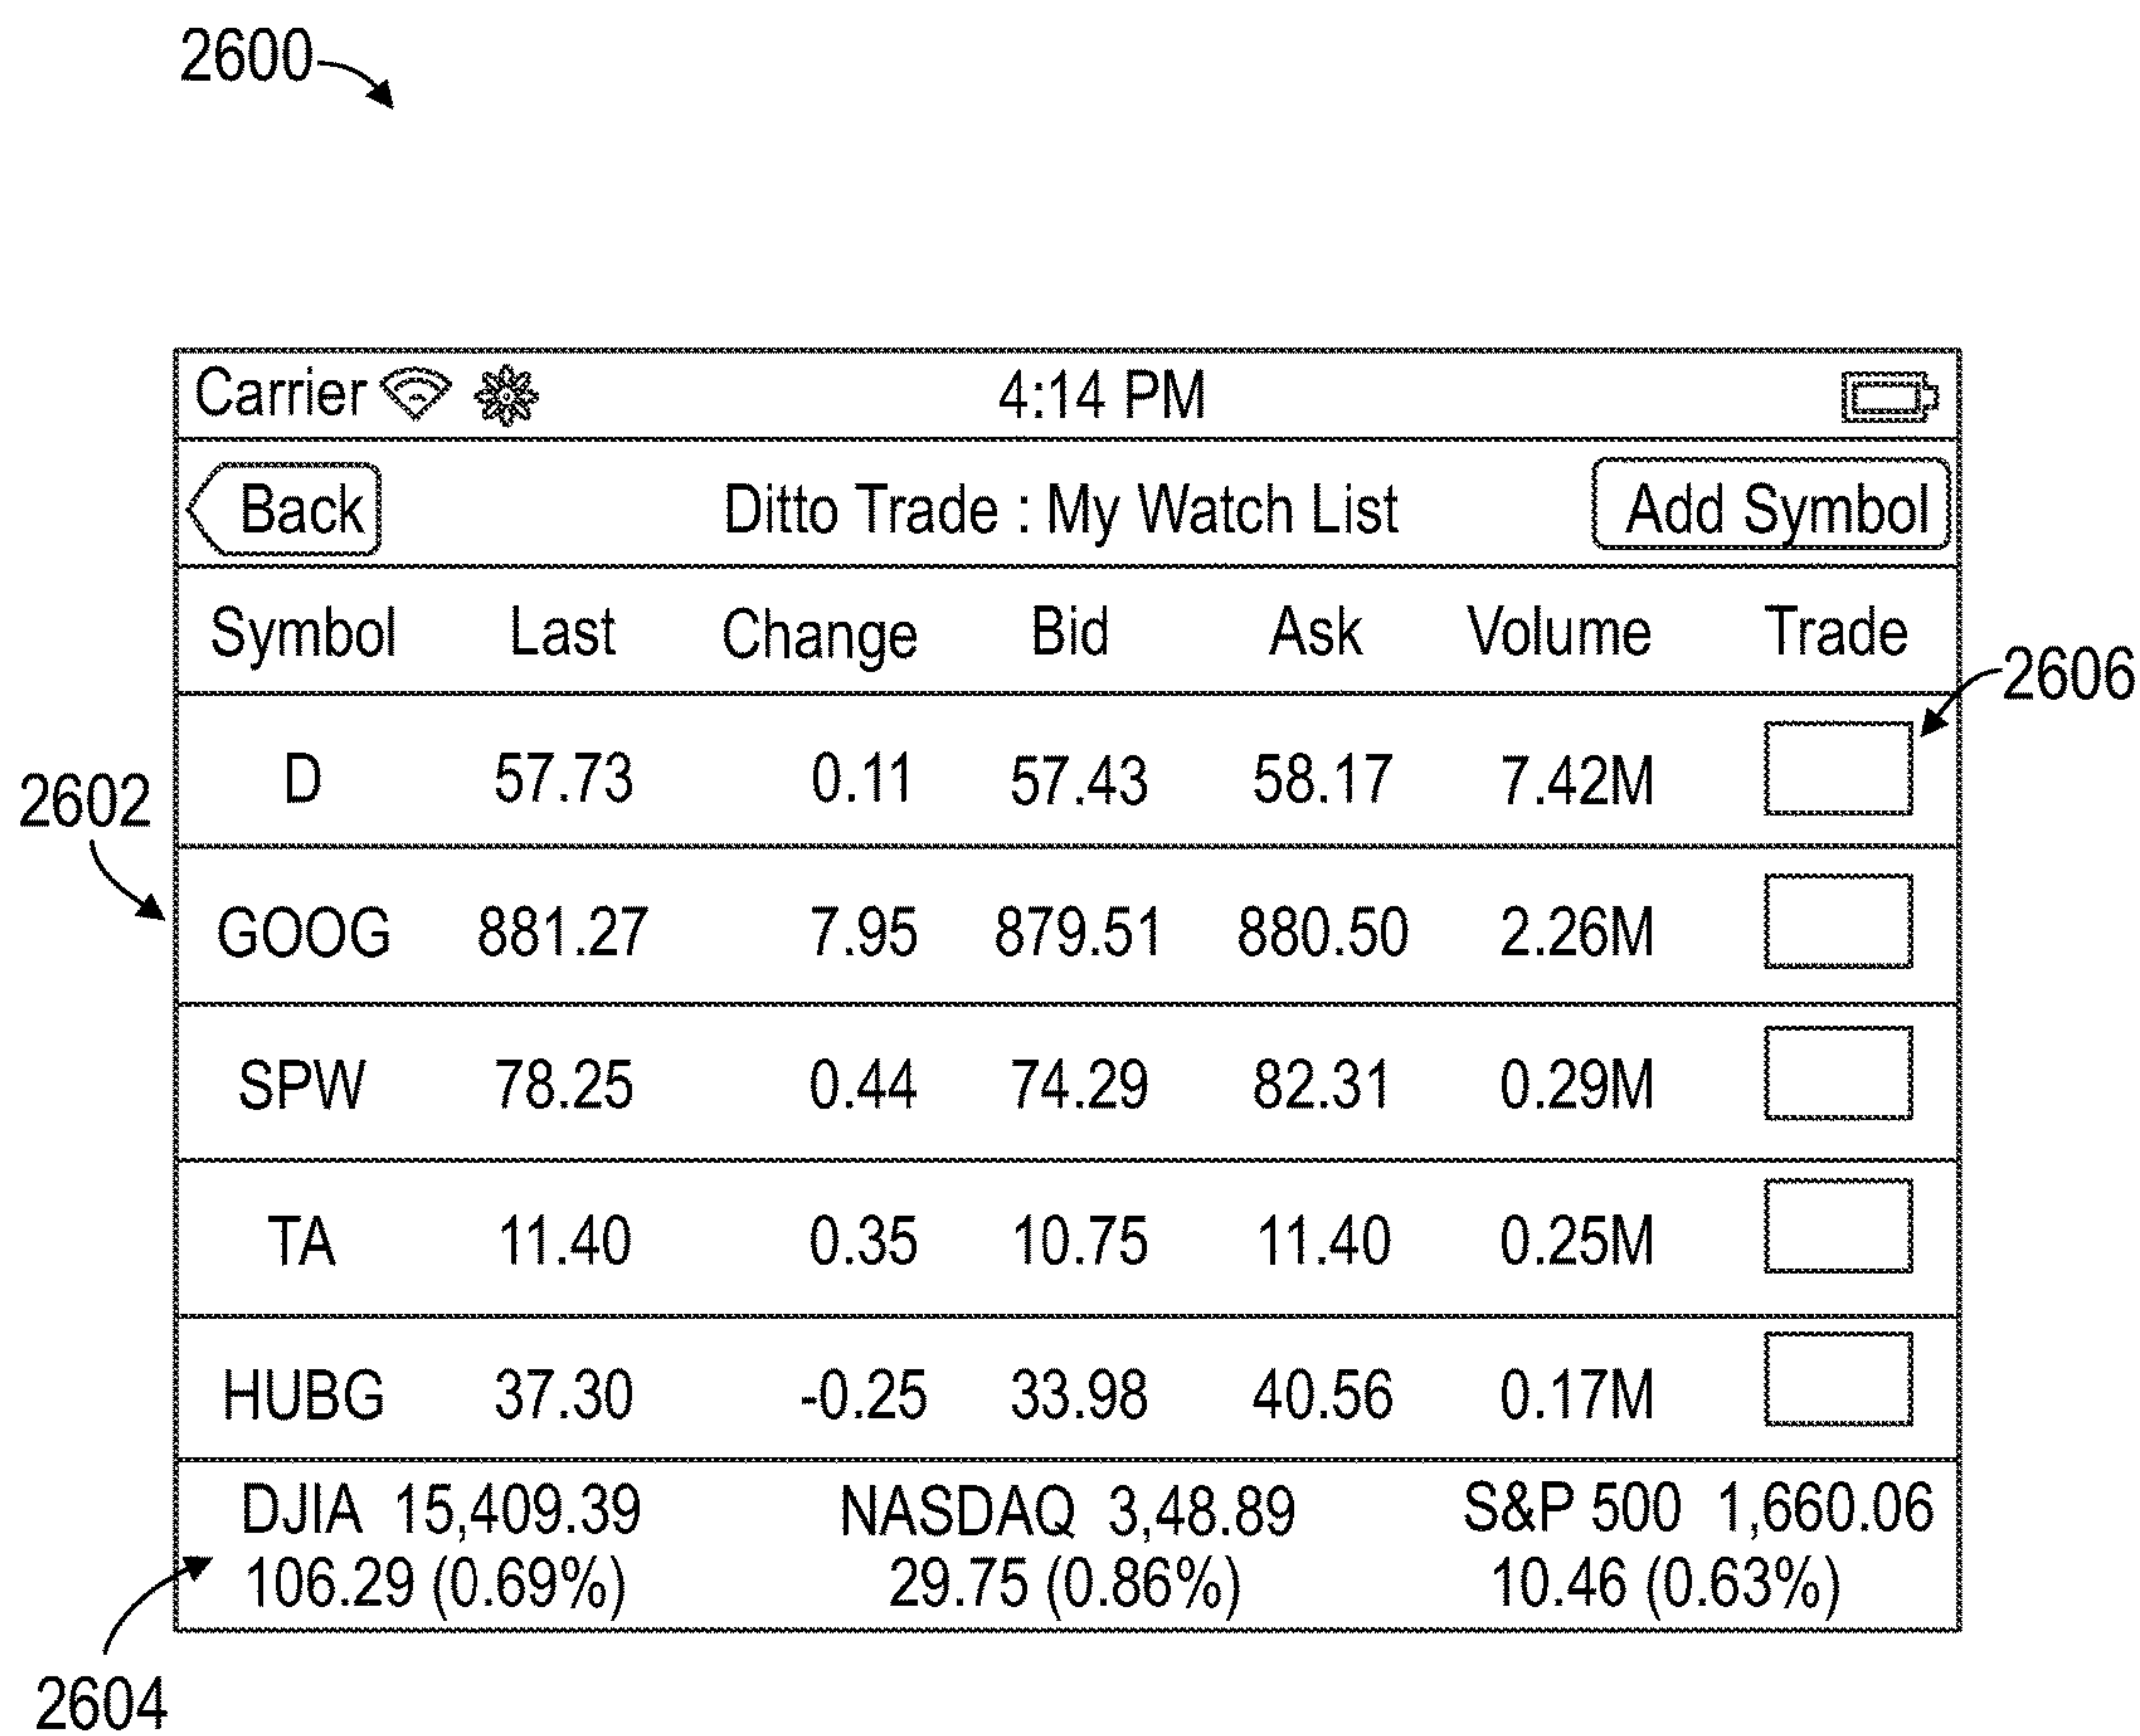 2600
Carrier 4:14 PM
Back Ditto Trade : My Watch List Add Symbol
Symbol Last Change Bid Ask Volume Trade
2606
D 57.73 0.11 57.43 58.17 7.42M
2602
GOOG 881.27 7.95 879.51 880.50 2.26M
SPW 78.25 0.44 74.29 82.31 0.29M
TA 11.40 0.35 10.75 11.40 0.25M
HUBG 37.30 -0.25 33.98 40.56 0.17M
DJIA 15,409.39 NASDAQ 3,48.89 S&P 500 1,660.06
106.29 (0.69%) 29.75 (0.86%) 10.46 (0.63%)
2604